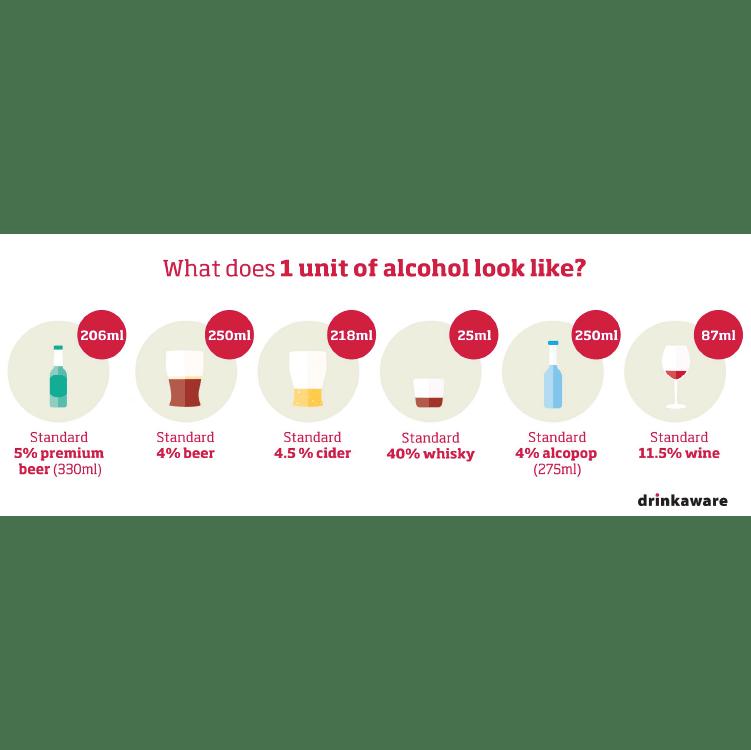 What does 1 unit of alcohol look like?
206ml
250ml
218ml
25ml
250ml
87ml
Standard
5% premium
beer (330ml)
Standard
4% beer
Standard
4.5 % cider
Standard
40% whisky
Standard
4% alcopop
(275ml)
Standard
11.5% wine
drinkaware